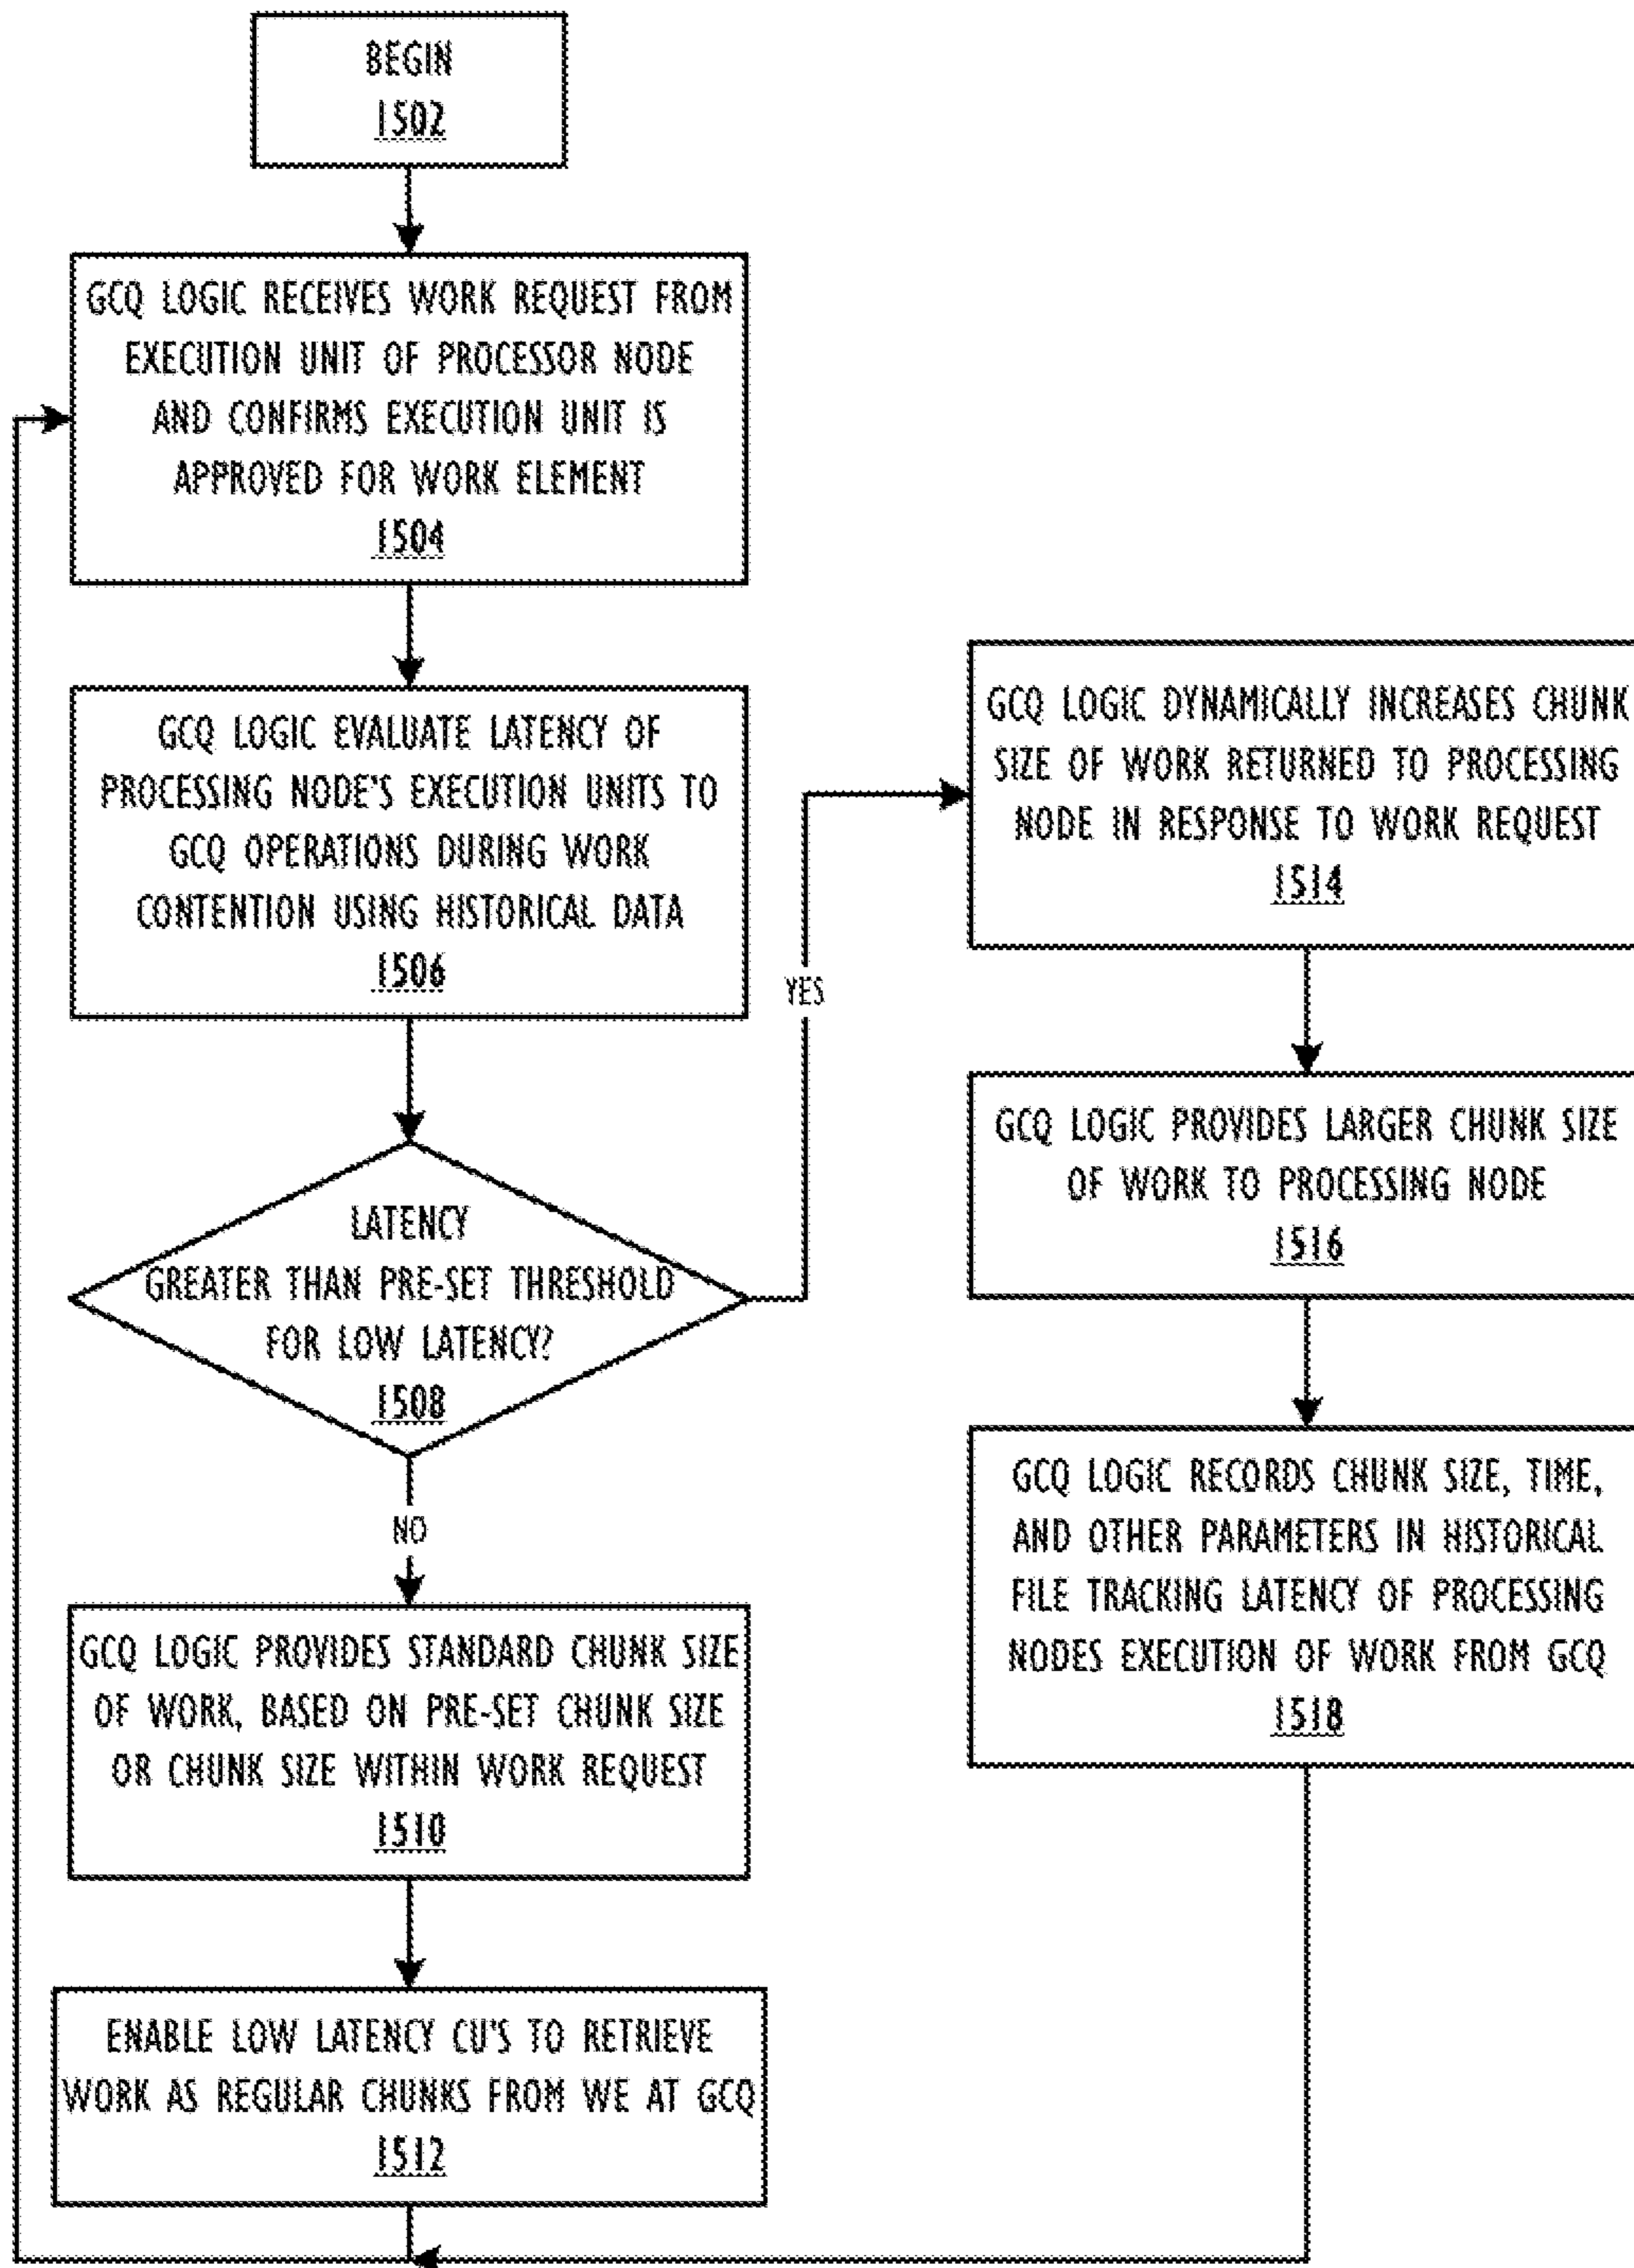 BEGIN
1502
GCQ LOGIC RECEIVES WORK REQUEST FROM
EXECUTION UNIT OF PROCESSOR NODE
AND CONFIRMS EXECUTION UNIT IS
APPROVED FOR WORK ELEMENT
1504
GCQ LOGIC EVALUATE LATENCY OF
PROCESSING NODE'S EXECUTION UNITS TO
GCQ OPERATIONS DURING WORK
CONTENTION USING HISTORICAL DATA
1506
LATENCY
GREATER THAN PRE-SET THRESHOLD
FOR LOW LATENCY?
1508
NO
GCQ LOGIC PROVIDES STANDARD CHUNK SIZE
OF WORK, BASED ON PRE-SET CHUNK SIZE
OR CHUNK SIZE WITHIN WORK REQUEST
1510
ENABLE LOW LATENCY CU'S TO RETRIEVE
WORK AS REGULAR CHUNKS FROM WE AT GCQ
1512
YES
GCQ LOGIC DYNAMICALLY INCREASES CHUNK
SIZE OF WORK RETURNED TO PROCESSING
NODE IN RESPONSE TO WORK REQUEST
1514
GCQ LOGIC PROVIDES LARGER CHUNK SIZE
OF WORK TO PROCESSING NODE
1516
GCQ LOGIC RECORDS CHUNK SIZE, TIME,
AND OTHER PARAMETERS IN HISTORICAL
FILE TRACKING LATENCY OF PROCESSING
NODES EXECUTION OF WORK FROM GCQ
1518